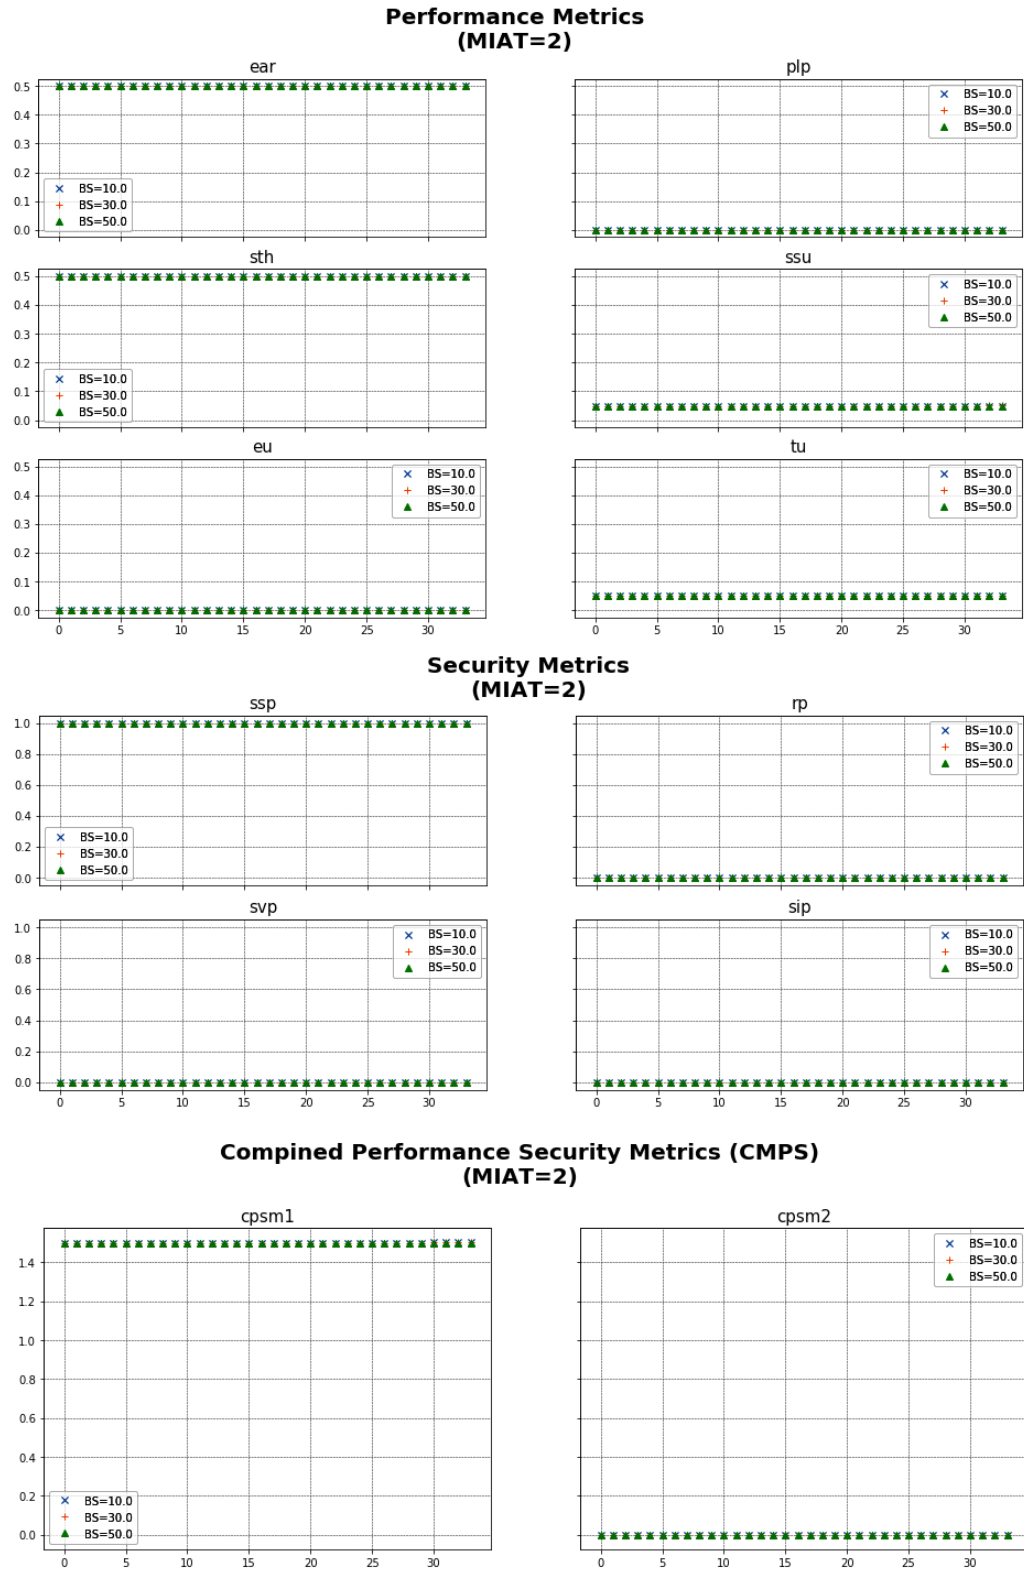 Performance Metrics
(MIAT=2)
ear
0.5
0.4
0.3
0.2
0.1
0.0
BS=10.0
BS=30.0
BS=50.0
plp
BS=10.0
BS=30.0
BS=50.0
sth
0.5
0.4
0.3
0.2
0.1
0.0
BS=10.0
BS=30.0
BS=50.0
ssu
BS=10.0
BS=30.0
BS=50.0
eu
0.5
0.4
0.3
0.2
0.1
0.0
BS=10.0
BS=30.0
BS=50.0
0 5 10 15 20 25 30
tu
BS=10.0
BS=30.0
BS=50.0
0 5 10 15 20 25 30
Security Metrics
(MIAT=2)
ssp
1.0
0.8
0.6
0.4
0.2
0.0
BS=10.0
BS=30.0
BS=50.0
rp
BS=10.0
BS=30.0
BS=50.0
svp
1.0
0.8
0.6
0.4
0.2
0.0
BS=10.0
BS=30.0
BS=50.0
0 5 10 15 20 25 30
sip
BS=10.0
BS=30.0
BS=50.0
0 5 10 15 20 25 30
Compined Performance Security Metrics (CMPS)
(MIAT=2)
cpsm1
1.4
1.2
1.0
0.8
0.6
0.4
0.2
0.0
BS=10.0
BS=30.0
BS=50.0
0 5 10 15 20 25 30
cpsm2
BS=10.0
BS=30.0
BS=50.0
0 5 10 15 20 25 30